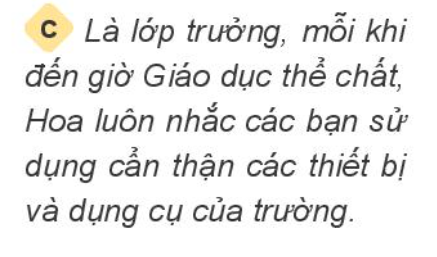 C Là lớp trưởng, mỗi khi
đến giờ Giáo dục thể chất,
Hoa luôn nhắc các bạn sử
dụng cẩn thận các thiết bị
và dụng cụ của trường.